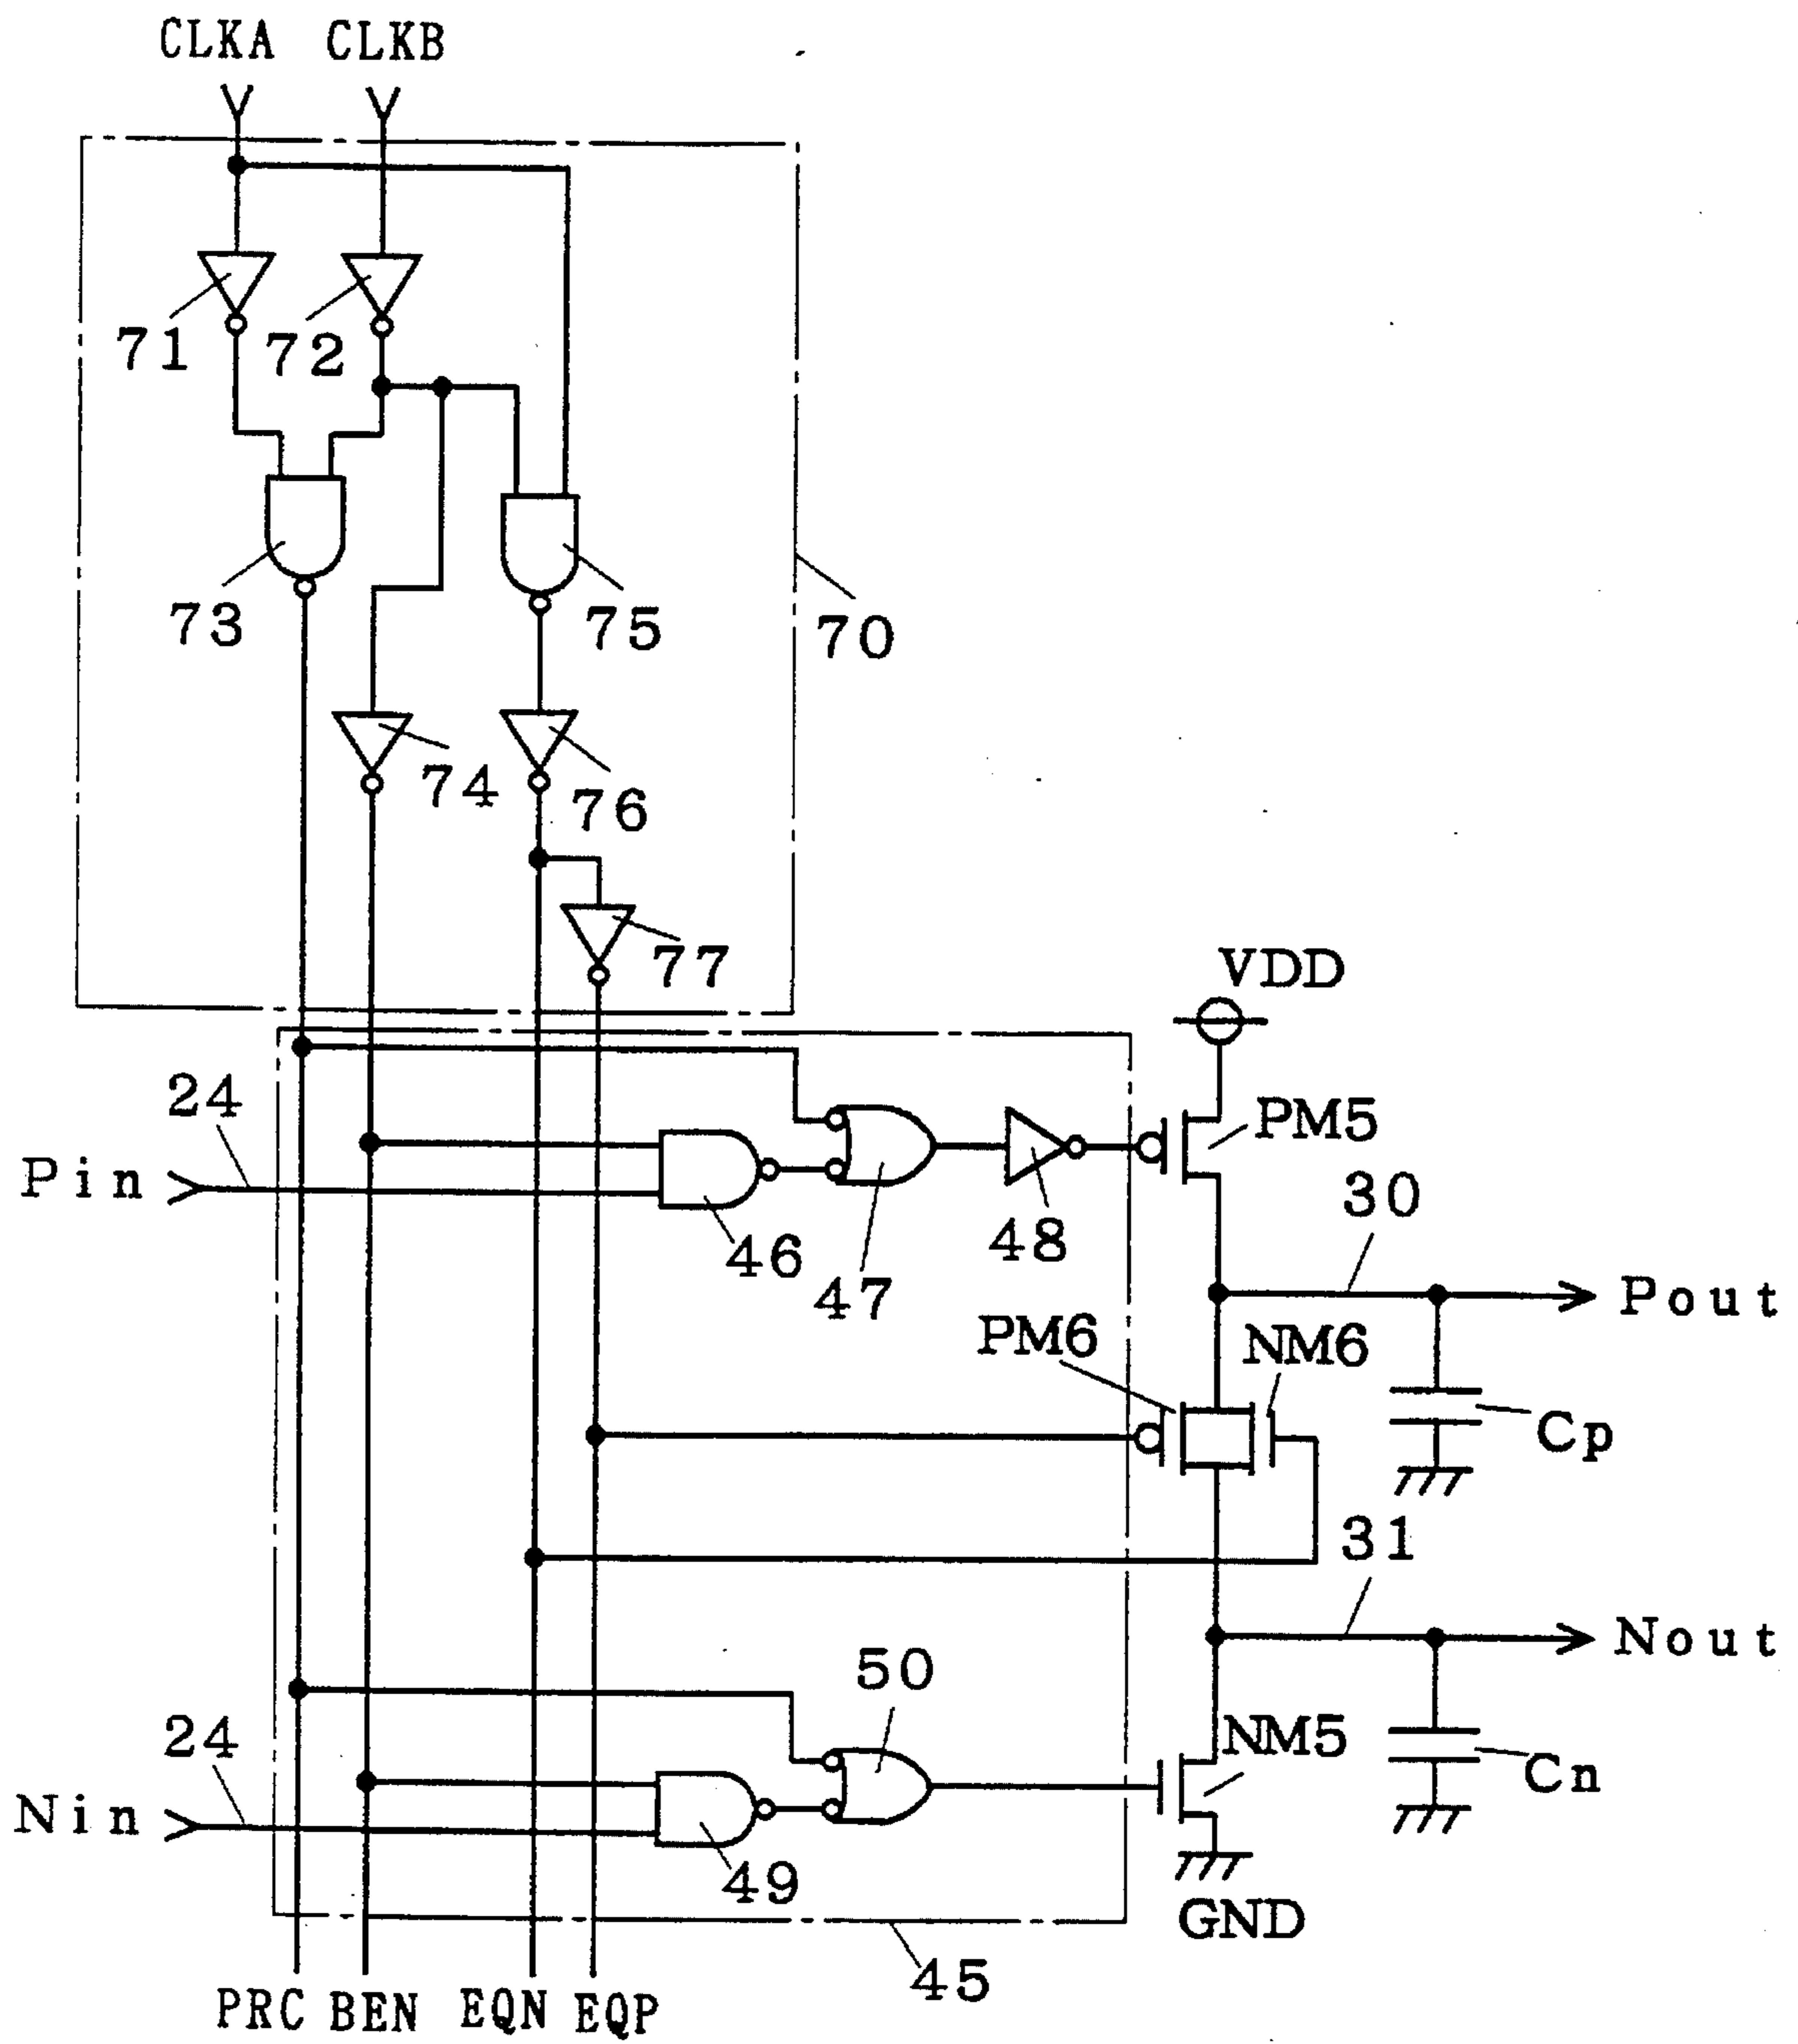 CLKA CLKB
71
72
73
75
70
74
76
77
VDD
24
PM5
Pin
30
46
48
47
Pout
PM6
NM6
Cp
31
Nout
50
24
NM5
Nin
Cn
49
GND
45
PRC BEN EQN EQP